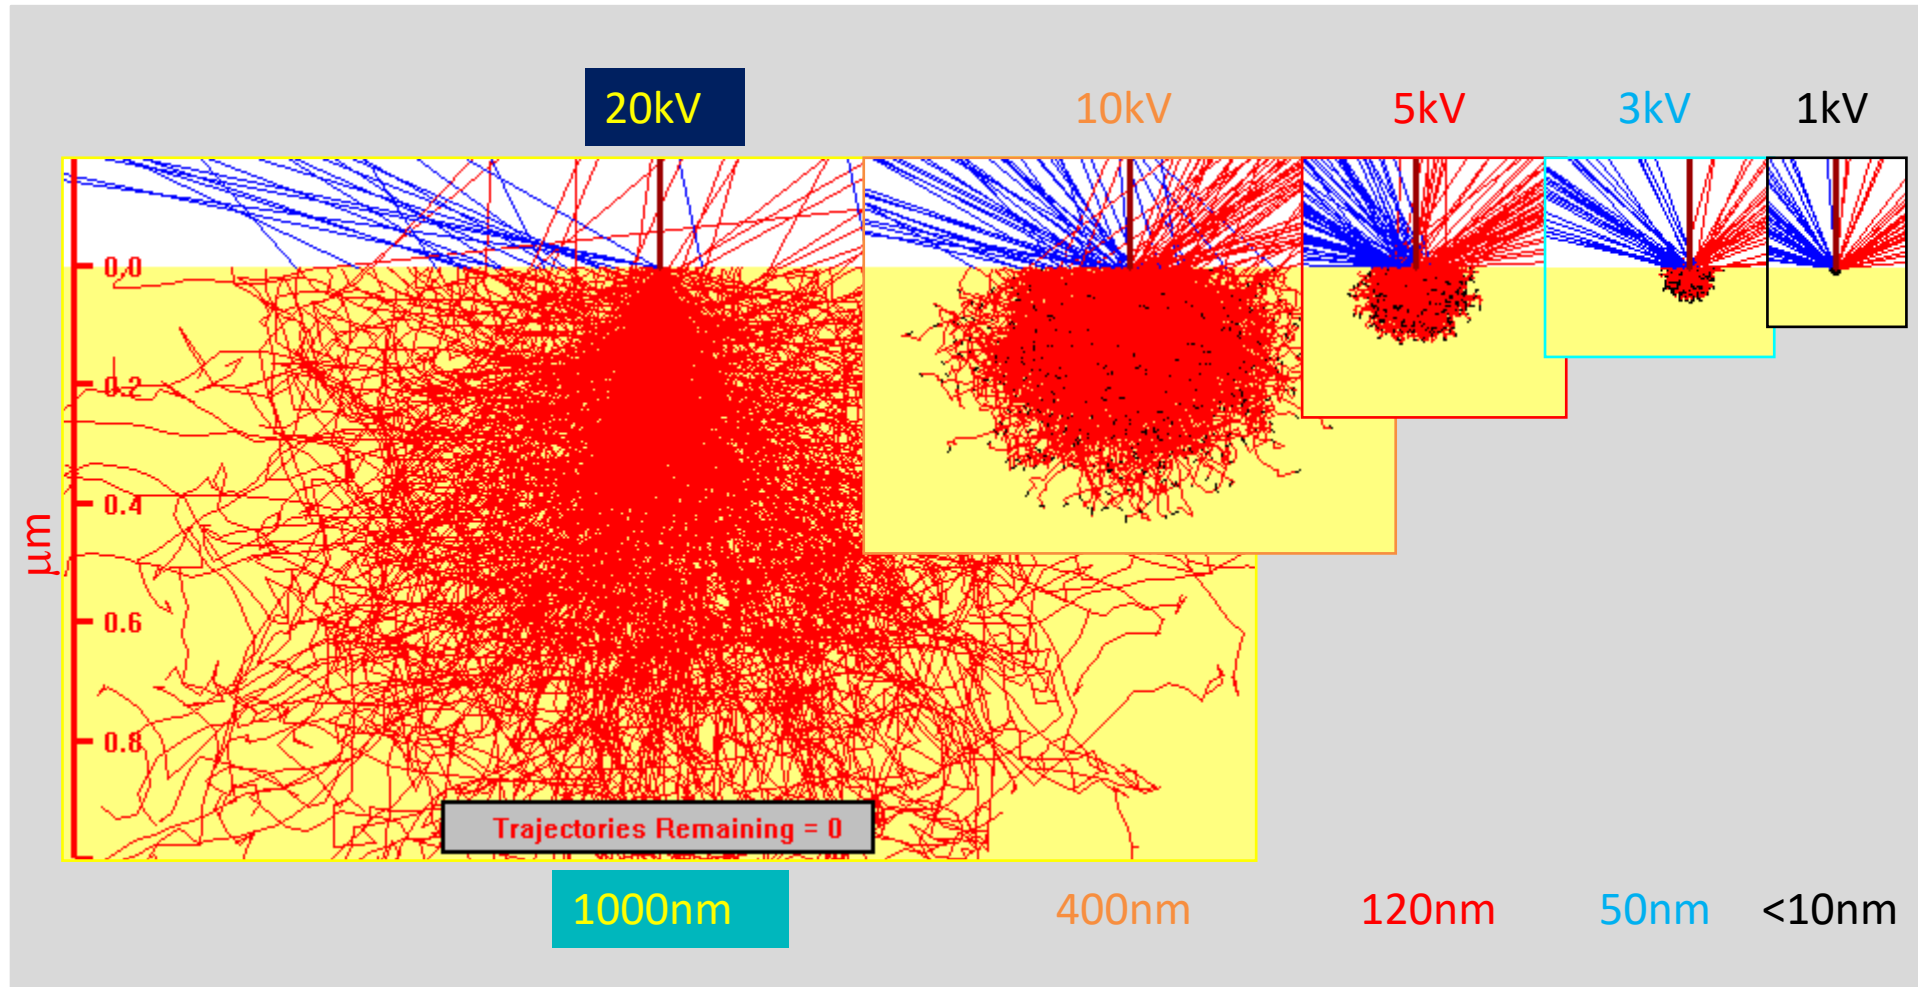 20kV
10kV
5kV
3kV
1kV
μm
0.0
0.2
0.4
0.6
0.8
Trajectories Remaining = 0
1000nm
400nm
120nm
50nm
<10nm